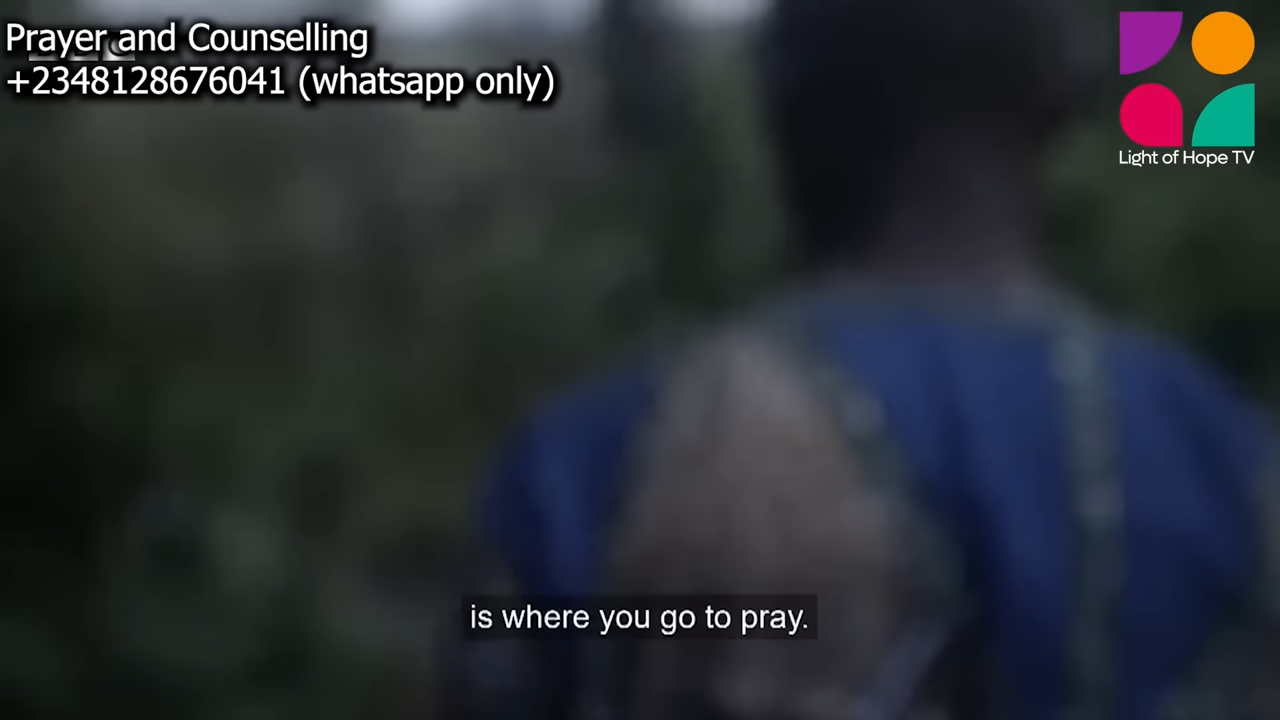 Prayer and Counselling
+2348128676041 (whatsapp only)
Light of Hope TV
is where you go to pray.